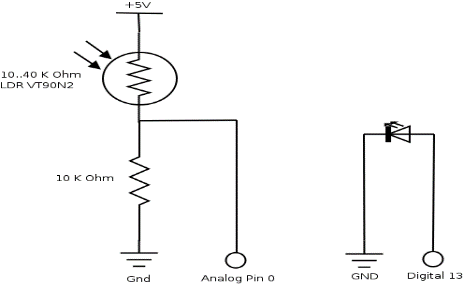 +5V
10..40 K Ohm
LDR VT90N2
10 K Ohm
Gnd
Analog Pin 0
GND
Digital 13